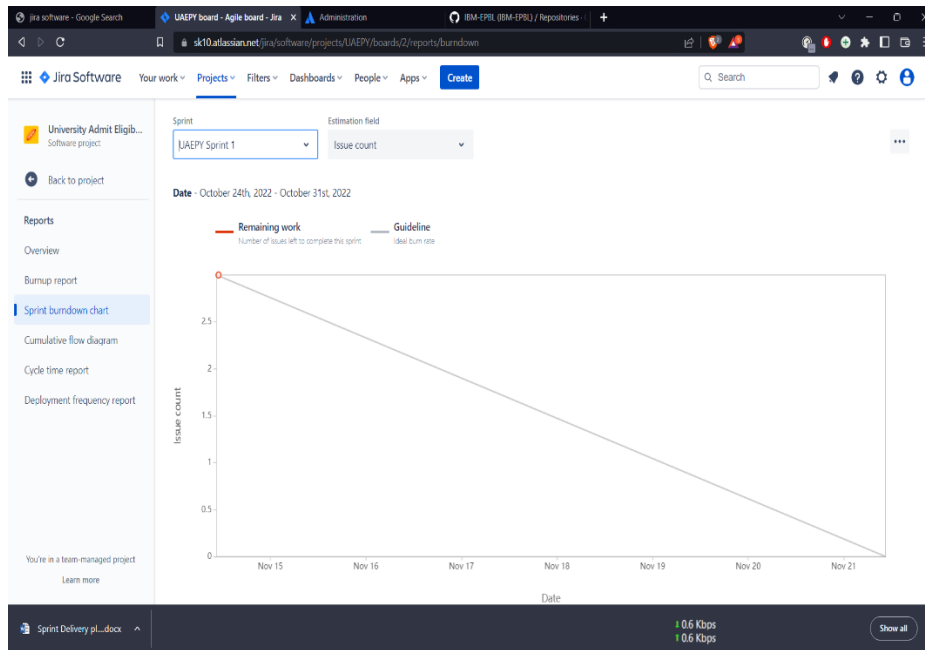 jira software - Google Search
UAEPY board - Agile board - Jira X
Administration
IBM-EPBL (IBM-EPBL) / Repositories
sk10.atlassian.net/jira/software/projects/UAEPY/boards/2/reports/burndown
Jira Software
Your work
Projects
Filters
Dashboards
People
Apps
Create
Search
University Admit Eligib...
Software project
Back to project
Reports
Overview
Burnup report
Sprint burndown chart
Cumulative flow diagram
Cycle time report
Deployment frequency report
You're in a team-managed project
Learn more
Sprint
Estimation field
UAEPY Sprint 1
Issue count
Date - October 24th, 2022 - October 31st, 2022
Remaining work
Number of issues left to complete this sprint
Guideline
Ideal burn rate
2.5
2
1.5
1
0.5
0
Issue count
Nov 15
Nov 16
Nov 17
Nov 18
Nov 19
Nov 20
Nov 21
Date
Sprint Delivery pl....docx
0.6 Kbps
0.6 Kbps
Show all